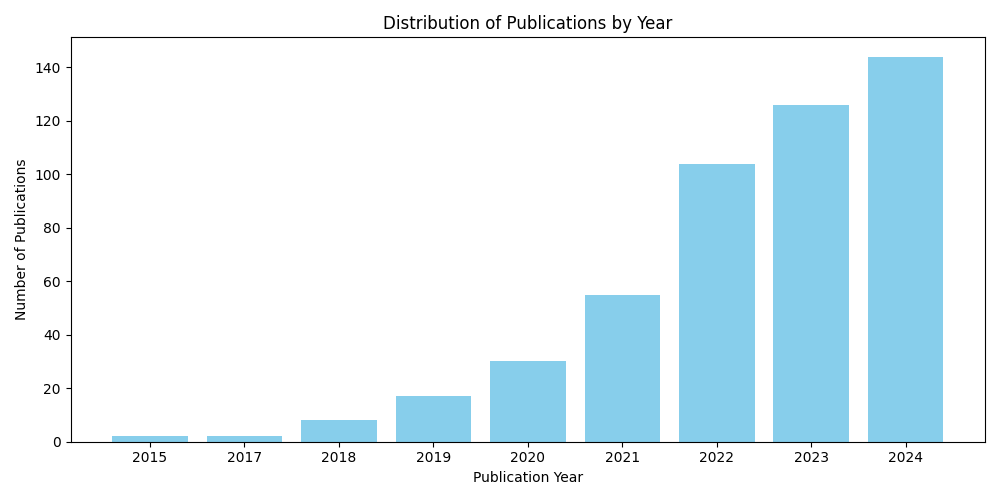 Distribution of Publications by Year
Number of Publications
140
120
100
80
60
40
20
0
2015 2017 2018 2019 2020 2021 2022 2023 2024
Publication Year